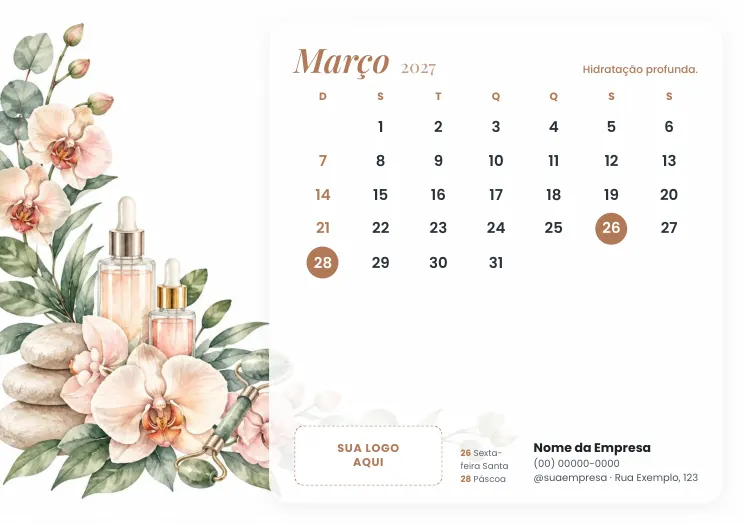 Março 2027
Hidratação profunda.
D S T Q Q S S
1 2 3 4 5 6
7 8 9 10 11 12 13
14 15 16 17 18 19 20
21 22 23 24 25 26 27
28 29 30 31
SUA LOGO
AQUI
26 Sexta-
feira Santa
28 Páscoa
Nome da Empresa
(00) 00000-0000
@suaempresa · Rua Exemplo, 123